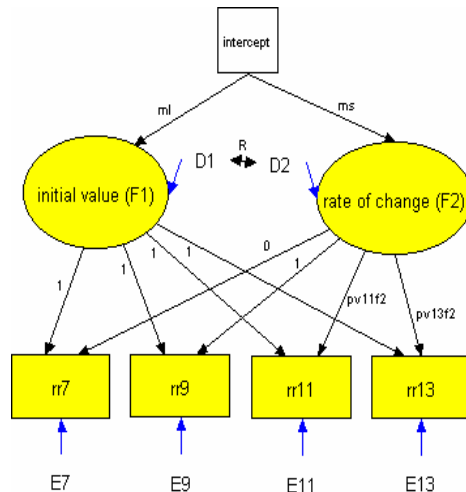 intercept
ml
ms
R
D1
D2
initial value (F1)
rate of change (F2)
0
1
1
1
1
1
pv11f2
pv13f2
rr7
rr9
rr11
rr13
E7
E9
E11
E13